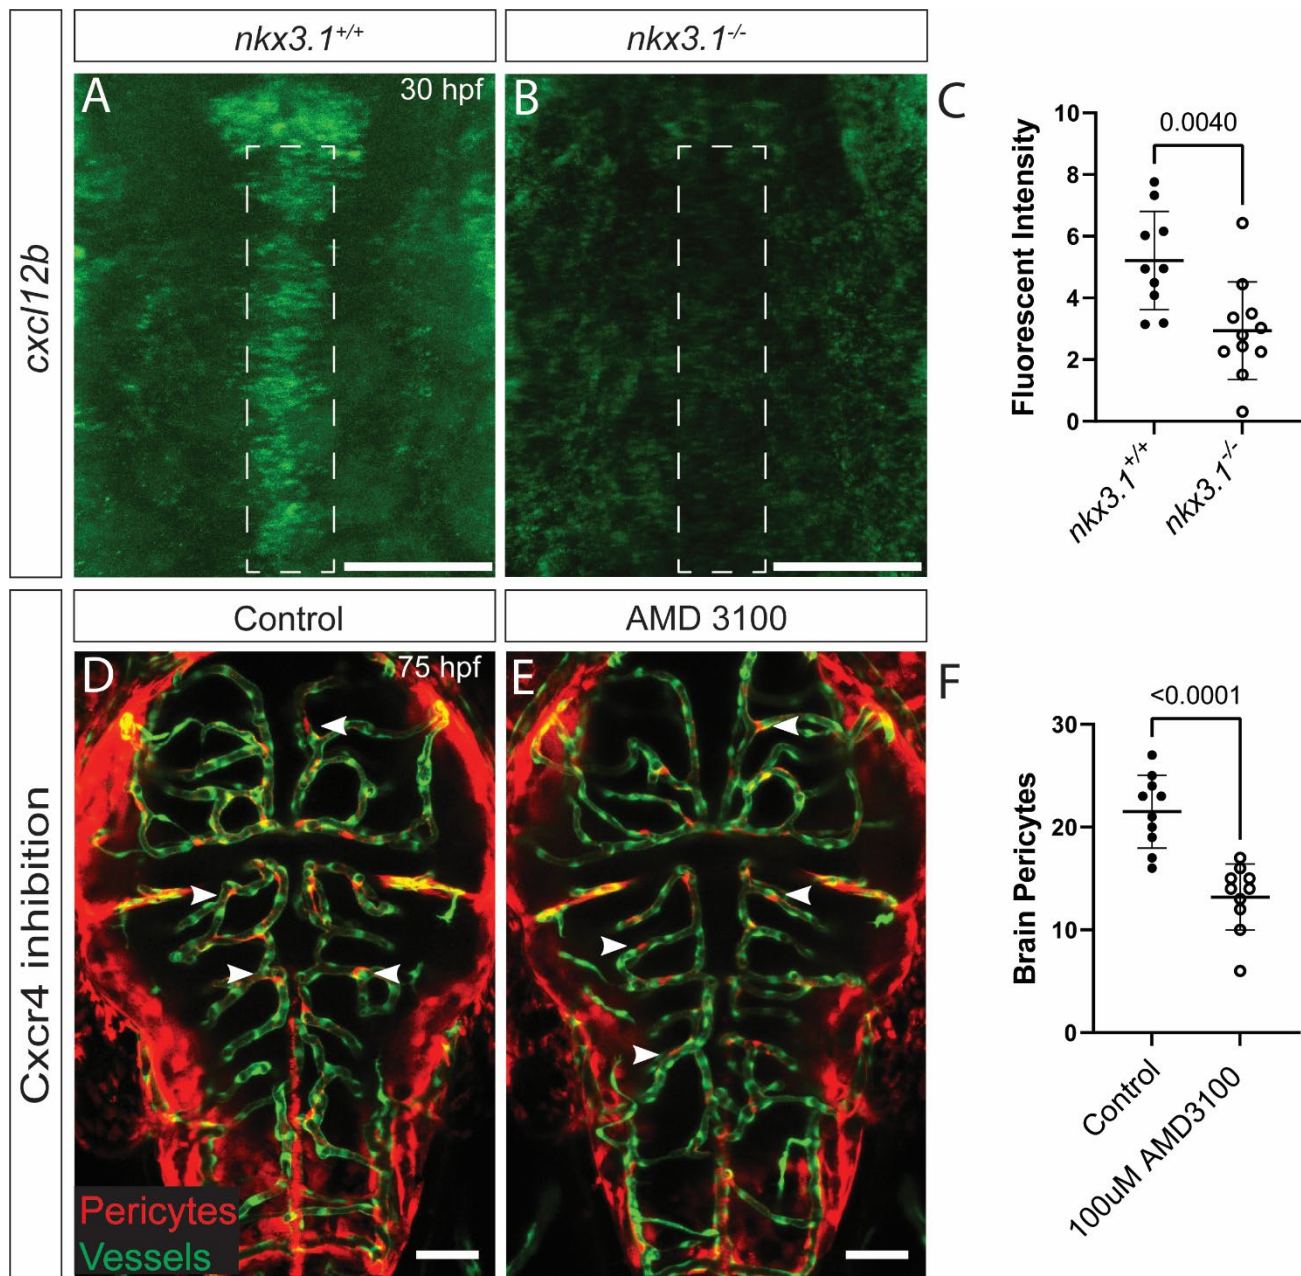 nkx3.1+/+
nkx3.1-/-
cxcl12b
A
30 hpf
B
C
Fluorescent Intensity
10
8
6
4
2
0
0.0040
nkx3.1+/+
nkx3.1-/-
Cxcr4 inhibition
Control
AMD 3100
D
75 hpf
E
Pericytes
Vessels
F
Brain Pericytes
30
20
10
0
<0.0001
Control
100uM AMD3100